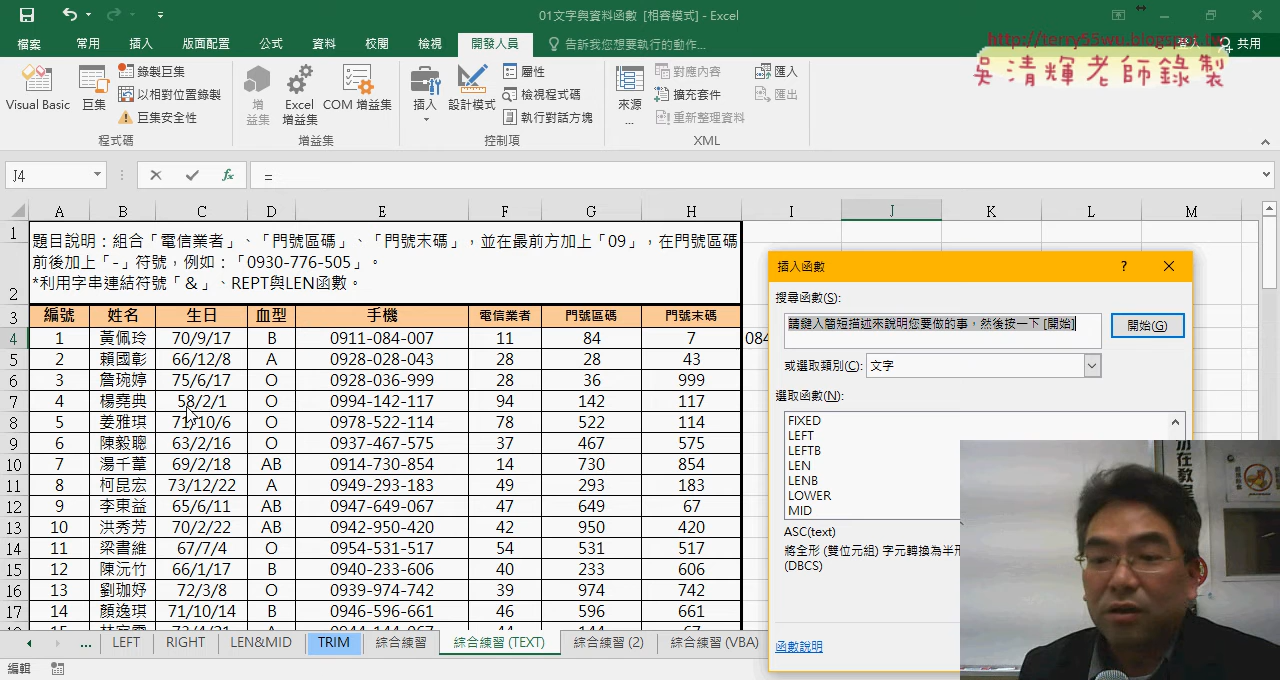 01文字與資料函數 [相容模式] - Excel
http://terry55wu.blogspot.tw
吳清輝老師錄製
檔案 常用 插入 版面配置 公式 資料 校閱 檢視 開發人員 告訴我您想要執行的動作... 登入 共用
Visual Basic 巨集 錄製巨集 以相對位置錄製 巨集安全性 程式碼
增益集 Excel 增益集 COM 增益集 增益集
插入 設計模式 屬性 檢視程式碼 執行對話方塊 控制項
來源... 對應內容 擴充套件 重新整理資料 匯入 匯出 XML
J4 fx =
A B C D E F G H I J K L M
1 題目說明：組合「電信業者」、「門號區碼」、「門號末碼」，並在最前方加上「09」，在門號區碼
前後加上「-」符號，例如：「0930-776-505」。
2 *利用字串連結符號「&」、REPT與LEN函數。
3 編號 姓名 生日 血型 手機 電信業者 門號區碼 門號末碼
4 1 黃佩玲 70/9/17 B 0911-084-007 11 84 7 084
5 2 賴國彰 66/12/8 A 0928-028-043 28 28 43
6 3 詹琬婷 75/6/17 O 0928-036-999 28 36 999
7 4 楊堯典 58/2/1 O 0994-142-117 94 142 117
8 5 姜雅琪 71/10/6 O 0978-522-114 78 522 114
9 6 陳毅聰 63/2/16 O 0937-467-575 37 467 575
10 7 湯千葦 69/2/18 AB 0914-730-854 14 730 854
11 8 柯昆宏 73/12/22 A 0949-293-183 49 293 183
12 9 李東益 65/6/11 AB 0947-649-067 47 649 67
13 10 洪秀芳 70/2/22 AB 0942-950-420 42 950 420
14 11 梁書維 67/7/4 O 0954-531-517 54 531 517
15 12 陳沅竹 66/1/17 B 0940-233-606 40 233 606
16 13 劉珈妤 72/3/8 O 0939-974-742 39 974 742
17 14 顏逸琪 71/10/14 B 0946-596-661 46 596 661
插入函數 ?
搜尋函數(S):
請鍵入簡短描述來說明您要做的事，然後按一下 [開始]
開始(G)
或選取類別(C): 文字
選取函數(N):
FIXED
LEFT
LEFTB
LEN
LENB
LOWER
MID
ASC(text)
將全形 (雙位元組) 字元轉換為半形
(DBCS)
函數說明
... LEFT RIGHT LEN&MID TRIM 綜合練習 綜合練習 (TEXT) 綜合練習 (2) 綜合練習 (VBA)
編輯